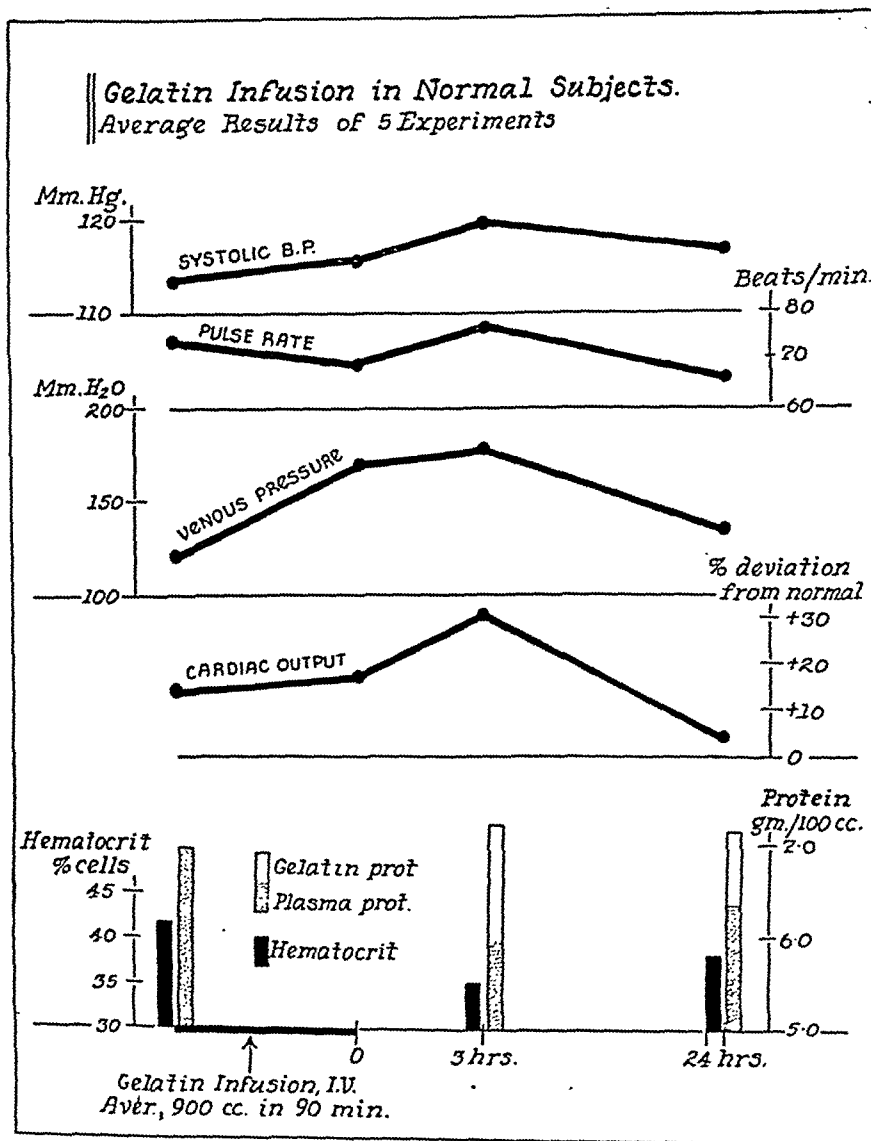 Gelatin Infusion in Normal Subjects.
Average Results of 5 Experiments
Mm.Hg.
120
SYSTOLIC B.P.
110
Beats/min.
80
70
60
PULSE RATE
Mm.H₂O
200
150
100
VENOUS PRESSURE
% deviation
from normal
+30
+20
+10
0
CARDIAC OUTPUT
Protein
gm./100 cc.
7.0
6.0
5.0
Hematocrit
% cells
45
40
35
30
Gelatin prot
Plasma prot.
Hematocrit
0
3 hrs.
24 hrs.
Gelatin Infusion, I.V.
Aver., 900 cc. in 90 min.